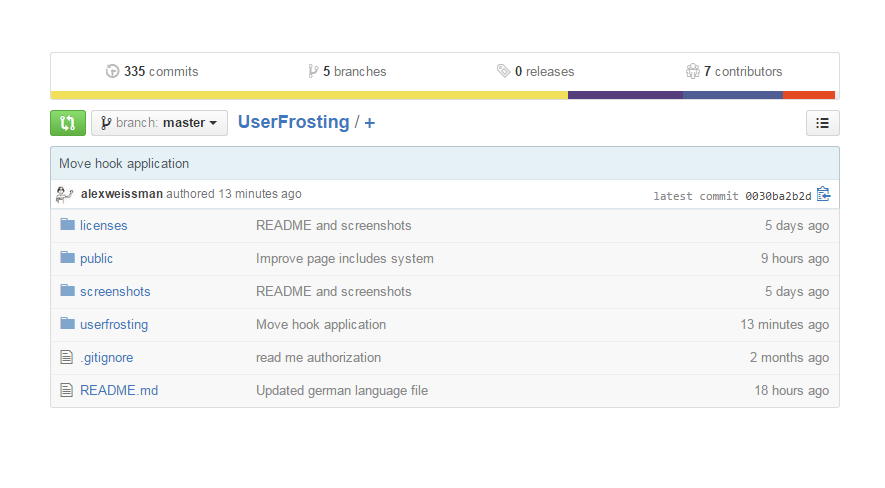 335 commits 5 branches 0 releases 7 contributors
branch: master UserFrosting / +
Move hook application
alexweissman authored 13 minutes ago latest commit 0030ba2b2d
licenses README and screenshots 5 days ago
public Improve page includes system 9 hours ago
screenshots README and screenshots 5 days ago
userfrosting Move hook application 13 minutes ago
.gitignore read me authorization 2 months ago
README.md Updated german language file 18 hours ago